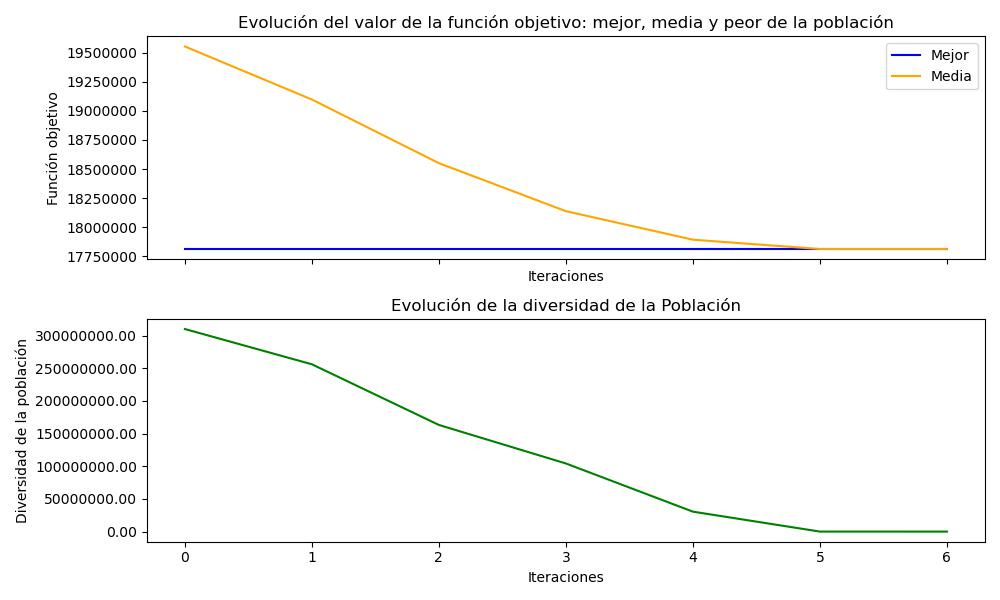 Evolución del valor de la función objetivo: mejor, media y peor de la población
19500000
19250000
19000000
18750000
18500000
18250000
18000000
17750000
Función objetivo
Mejor
Media
Iteraciones
Evolución de la diversidad de la Población
300000000.00
250000000.00
200000000.00
150000000.00
100000000.00
50000000.00
0.00
Diversidad de la población
0 1 2 3 4 5 6
Iteraciones